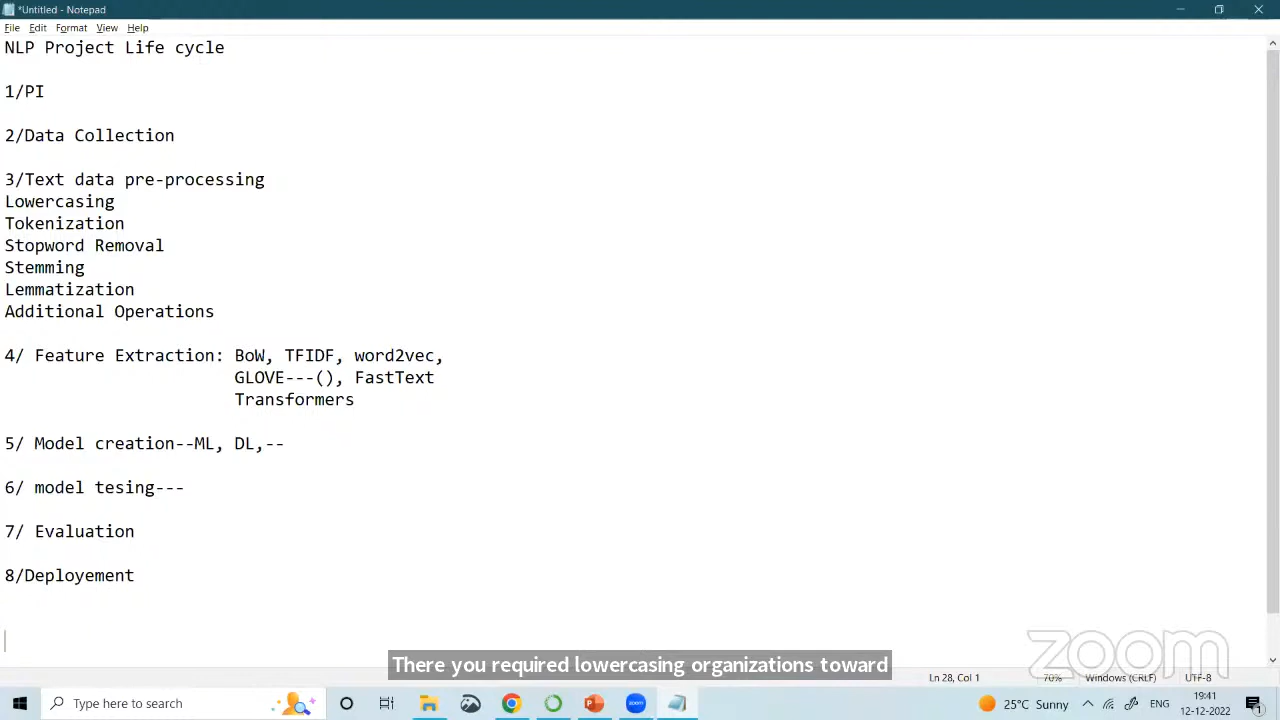 *Untitled - Notepad
File Edit Format View Help
NLP Project Life cycle
1/PI
2/Data Collection
3/Text data pre-processing
Lowercasing
Tokenization
Stopword Removal
Stemming
Lemmatization
Additional Operations
4/ Feature Extraction: BoW, TFIDF, word2vec,
GLOVE---(), FastText
Transformers
5/ Model creation--ML, DL,--
6/ model tesing---
7/ Evaluation
8/Deployement
zoom
There you required lowercasing organizations toward
Ln 28, Col 1 70% Windows (CRLF) UTF-8
Type here to search
zoom
25°C Sunny
ENG
19:41
12-12-2022
1